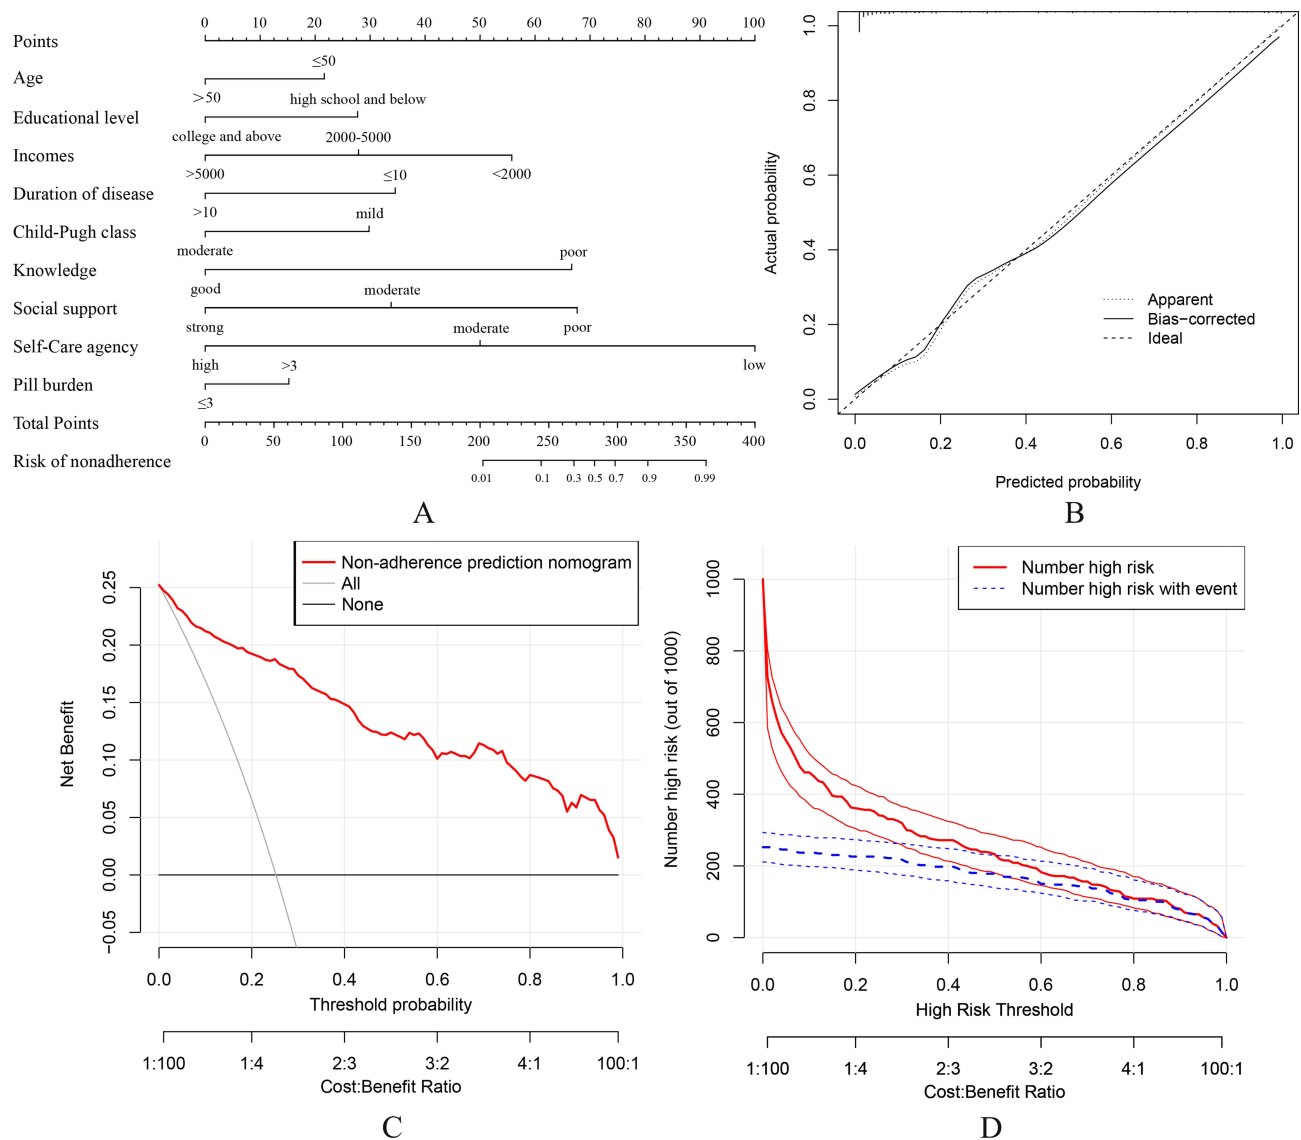 0 10 20 30 40 50 60 70 80 90 100
Points
≤50
Age
>50 high school and below
Educational level
college and above 2000-5000
Incomes
>5000 ≤10 <2000
Duration of disease
>10 mild
Child-Pugh class
moderate poor
Knowledge
good moderate
Social support
strong moderate poor
Self-Care agency
high >3 low
Pill burden
≤3
Total Points
0 50 100 150 200 250 300 350 400
Risk of nonadherence
0.01 0.1 0.3 0.5 0.7 0.9 0.99
A
1.0
0.8
0.6
0.4
0.2
0.0
Actual probability
Apparent
Bias-corrected
Ideal
0.0 0.2 0.4 0.6 0.8 1.0
Predicted probability
B
Non-adherence prediction nomogram
All
None
0.25
0.20
0.15
0.10
0.05
0.00
-0.05
Net Benefit
0.0 0.2 0.4 0.6 0.8 1.0
Threshold probability
1:100 1:4 2:3 3:2 4:1 100:1
Cost:Benefit Ratio
C
Number high risk
Number high risk with event
1000
800
600
400
200
0
Number high risk (out of 1000)
0.0 0.2 0.4 0.6 0.8 1.0
High Risk Threshold
1:100 1:4 2:3 3:2 4:1 100:1
Cost:Benefit Ratio
D